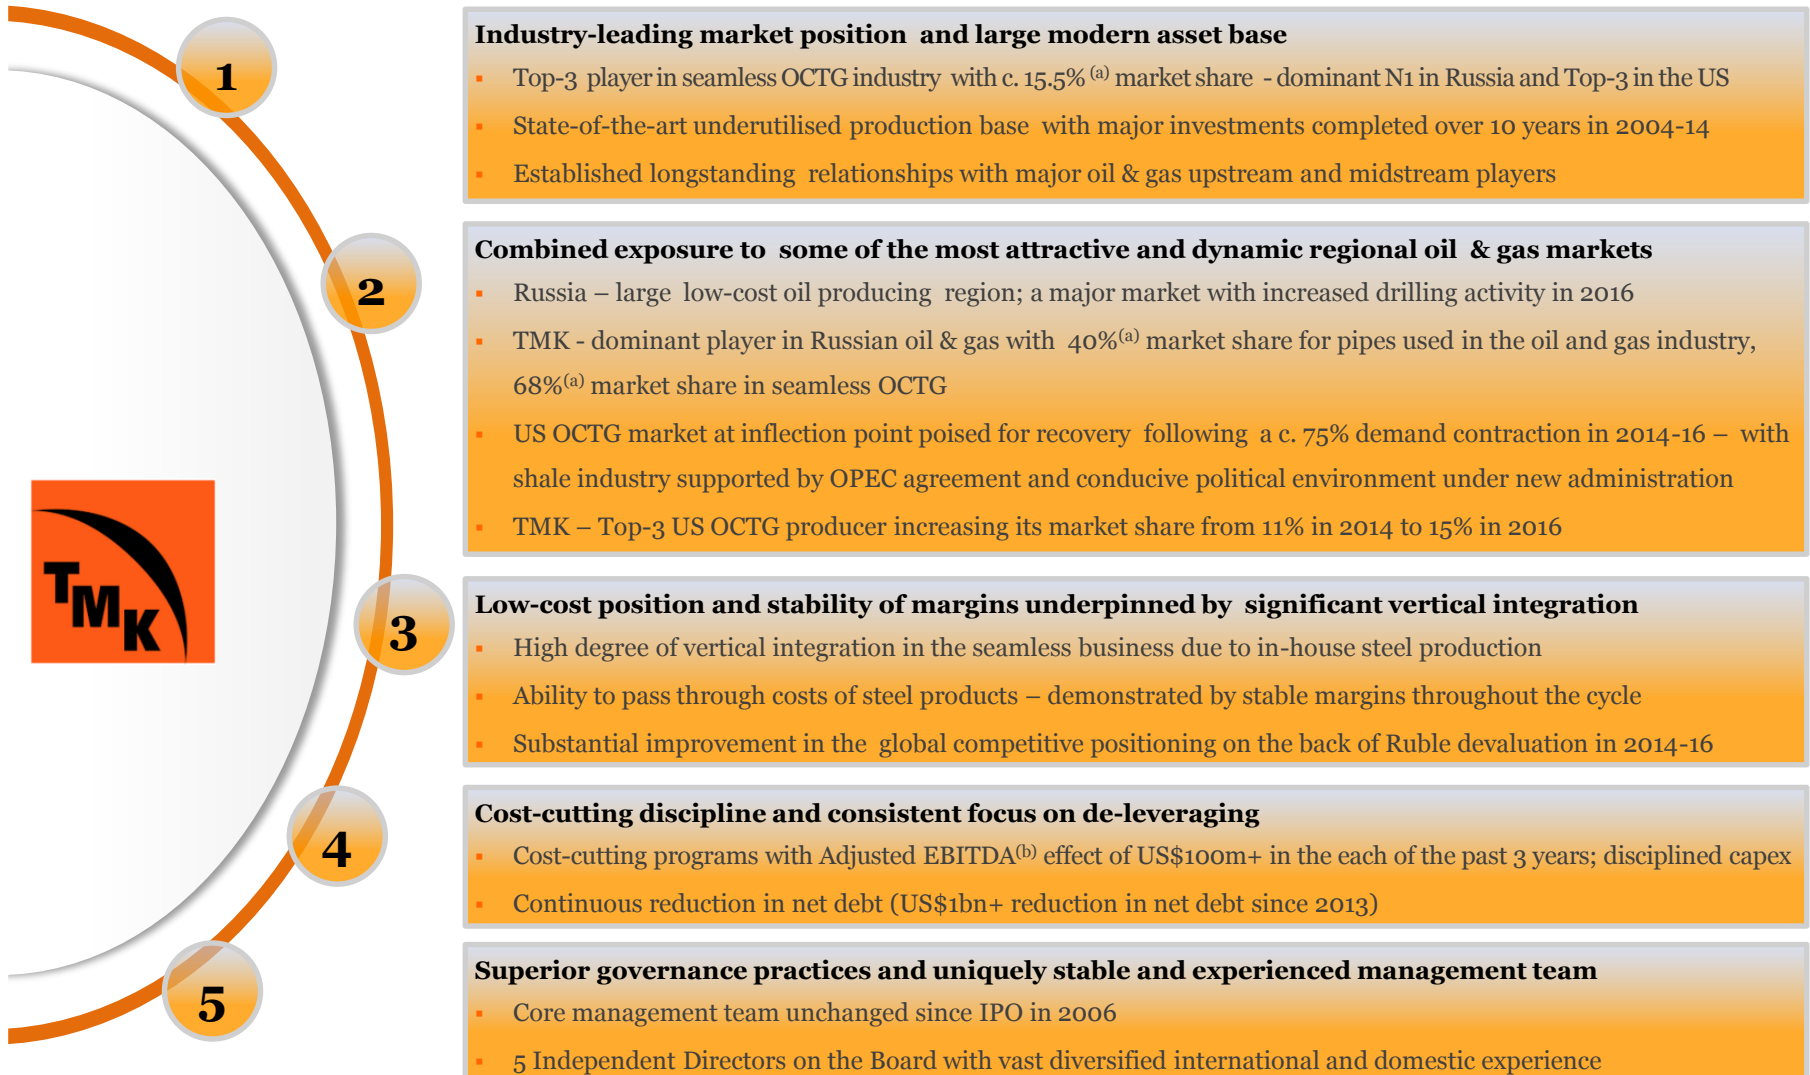 1
Industry-leading market position and large modern asset base
▪ Top-3 player in seamless OCTG industry with c. 15.5% (a) market share - dominant N1 in Russia and Top-3 in the US
▪ State-of-the-art underutilised production base with major investments completed over 10 years in 2004-14
▪ Established longstanding relationships with major oil & gas upstream and midstream players
2
Combined exposure to some of the most attractive and dynamic regional oil & gas markets
▪ Russia – large low-cost oil producing region; a major market with increased drilling activity in 2016
▪ TMK - dominant player in Russian oil & gas with 40%(a) market share for pipes used in the oil and gas industry,
68%(a) market share in seamless OCTG
▪ US OCTG market at inflection point poised for recovery following a c. 75% demand contraction in 2014-16 – with
shale industry supported by OPEC agreement and conducive political environment under new administration
▪ TMK – Top-3 US OCTG producer increasing its market share from 11% in 2014 to 15% in 2016
TMK
3
Low-cost position and stability of margins underpinned by significant vertical integration
▪ High degree of vertical integration in the seamless business due to in-house steel production
▪ Ability to pass through costs of steel products – demonstrated by stable margins throughout the cycle
▪ Substantial improvement in the global competitive positioning on the back of Ruble devaluation in 2014-16
4
Cost-cutting discipline and consistent focus on de-leveraging
▪ Cost-cutting programs with Adjusted EBITDA(b) effect of US$100m+ in the each of the past 3 years; disciplined capex
▪ Continuous reduction in net debt (US$1bn+ reduction in net debt since 2013)
5
Superior governance practices and uniquely stable and experienced management team
▪ Core management team unchanged since IPO in 2006
▪ 5 Independent Directors on the Board with vast diversified international and domestic experience